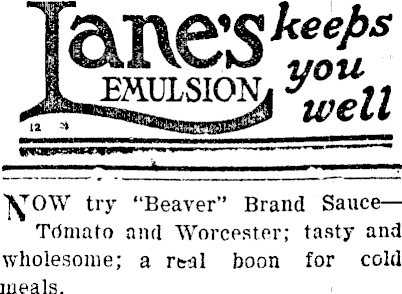 Lane's
EMULSION
keeps
you
well
12
NOW try "Beaver" Brand Sauce—
Tomato and Worcester; tasty and
wholesome; a real boon for cold
meals.